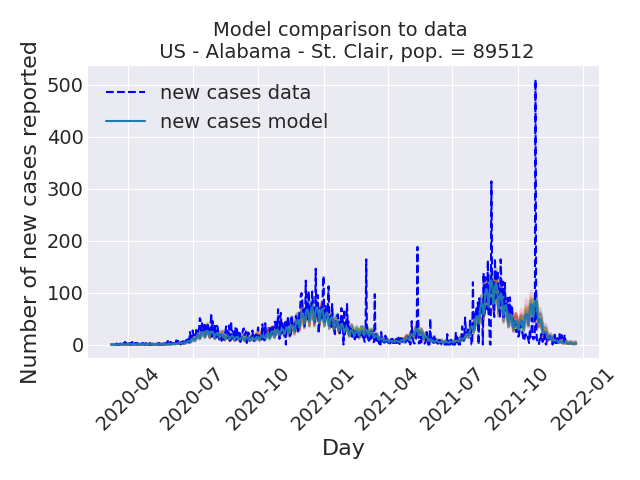 Model comparison to data
US - Alabama - St. Clair, pop. = 89512
Number of new cases reported
500
400
300
200
100
0
new cases data
new cases model
2020-04
2020-07
2020-10
2021-01
2021-04
2021-07
2021-10
2022-01
Day